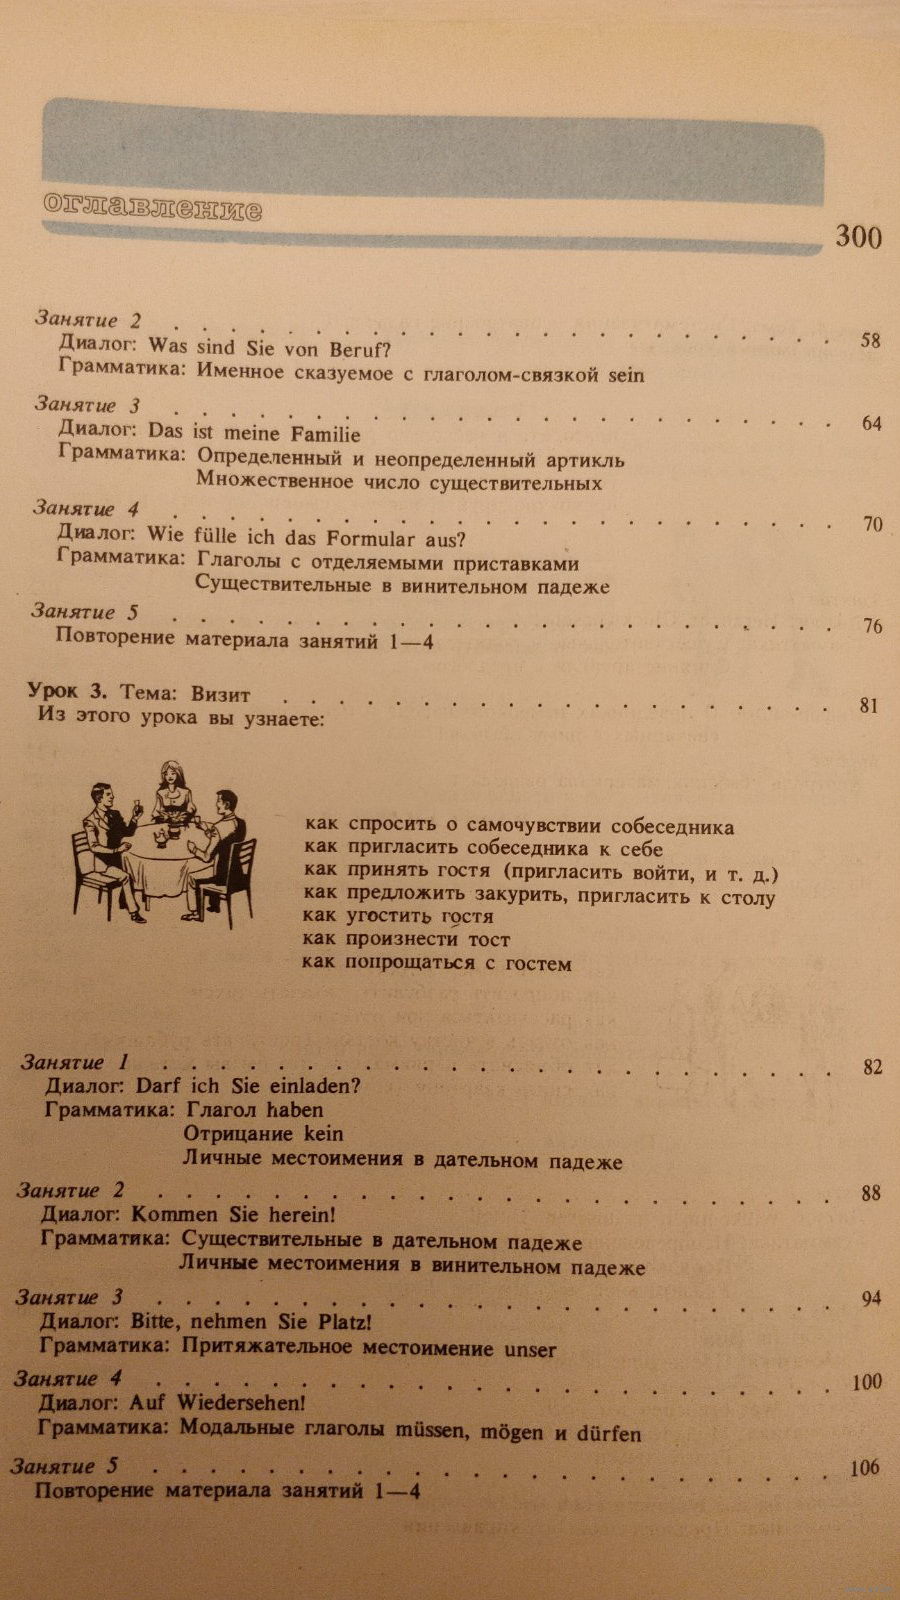 оглавление
300
Занятие 2 . . . . . . . . . . . . . . . . . . . . . . . . 58
Диалог: Was sind Sie von Beruf?
Грамматика: Именное сказуемое с глаголом-связкой sein
Занятие 3 . . . . . . . . . . . . . . . . . . . . . . . . 64
Диалог: Das ist meine Familie
Грамматика: Определенный и неопределенный артикль
Множественное число существительных
Занятие 4 . . . . . . . . . . . . . . . . . . . . . . . . 70
Диалог: Wie fülle ich das Formular aus?
Грамматика: Глаголы с отделяемыми приставками
Существительные в винительном падеже
Занятие 5 . . . . . . . . . . . . . . . . . . . . . . . . 76
Повторение материала занятий 1—4
Урок 3. Тема: Визит . . . . . . . . . . . . . . . . . . . . 81
Из этого урока вы узнаете:
как спросить о самочувствии собеседника
как пригласить собеседника к себе
как принять гостя (пригласить войти, и т. д.)
как предложить закурить, пригласить к столу
как угостить гостя
как произнести тост
как попрощаться с гостем
Занятие 1 . . . . . . . . . . . . . . . . . . . . . . . . 82
Диалог: Darf ich Sie einladen?
Грамматика: Глагол haben
Отрицание kein
Личные местоимения в дательном падеже
Занятие 2 . . . . . . . . . . . . . . . . . . . . . . . . 88
Диалог: Kommen Sie herein!
Грамматика: Существительные в дательном падеже
Личные местоимения в винительном падеже
Занятие 3 . . . . . . . . . . . . . . . . . . . . . . . . 94
Диалог: Bitte, nehmen Sie Platz!
Грамматика: Притяжательное местоимение unser
Занятие 4 . . . . . . . . . . . . . . . . . . . . . . . . 100
Диалог: Auf Wiedersehen!
Грамматика: Модальные глаголы müssen, mögen и dürfen
Занятие 5 . . . . . . . . . . . . . . . . . . . . . . . . 106
Повторение материала занятий 1—4